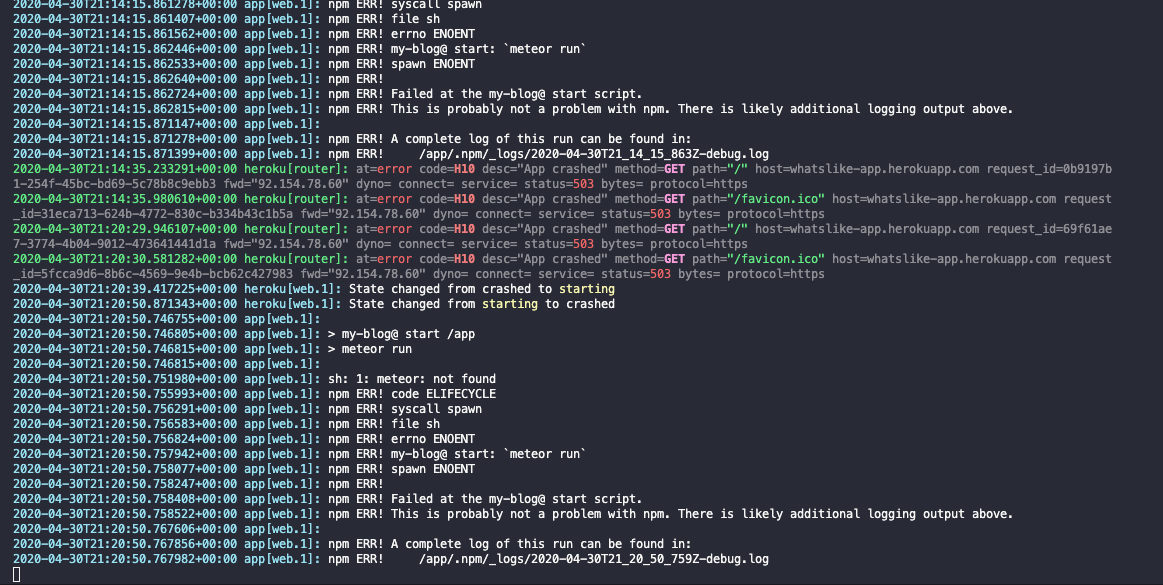 2020-04-30T21:14:15.861278+00:00 app[web.1]: npm ERR! syscall spawn
2020-04-30T21:14:15.861407+00:00 app[web.1]: npm ERR! file sh
2020-04-30T21:14:15.861562+00:00 app[web.1]: npm ERR! errno ENOENT
2020-04-30T21:14:15.862446+00:00 app[web.1]: npm ERR! my-blog@ start: `meteor run`
2020-04-30T21:14:15.862533+00:00 app[web.1]: npm ERR! spawn ENOENT
2020-04-30T21:14:15.862640+00:00 app[web.1]: npm ERR!
2020-04-30T21:14:15.862724+00:00 app[web.1]: npm ERR! Failed at the my-blog@ start script.
2020-04-30T21:14:15.862815+00:00 app[web.1]: npm ERR! This is probably not a problem with npm. There is likely additional logging output above.
2020-04-30T21:14:15.871147+00:00 app[web.1]:
2020-04-30T21:14:15.871278+00:00 app[web.1]: npm ERR! A complete log of this run can be found in:
2020-04-30T21:14:15.871399+00:00 app[web.1]: npm ERR!     /app/.npm/_logs/2020-04-30T21_14_15_863Z-debug.log
2020-04-30T21:14:35.233291+00:00 heroku[router]: at=error code=H10 desc="App crashed" method=GET path="/" host=whatslike-app.herokuapp.com request_id=0b9197b
1-254f-45bc-bd69-5c78b8c9ebb3 fwd="92.154.78.60" dyno= connect= service= status=503 bytes= protocol=https
2020-04-30T21:14:35.980610+00:00 heroku[router]: at=error code=H10 desc="App crashed" method=GET path="/favicon.ico" host=whatslike-app.herokuapp.com request
_id=31eca713-624b-4772-830c-b334b43c1b5a fwd="92.154.78.60" dyno= connect= service= status=503 bytes= protocol=https
2020-04-30T21:20:29.946107+00:00 heroku[router]: at=error code=H10 desc="App crashed" method=GET path="/" host=whatslike-app.herokuapp.com request_id=69f61ae
7-3774-4b04-9012-473641441d1a fwd="92.154.78.60" dyno= connect= service= status=503 bytes= protocol=https
2020-04-30T21:20:30.581282+00:00 heroku[router]: at=error code=H10 desc="App crashed" method=GET path="/favicon.ico" host=whatslike-app.herokuapp.com request
_id=5fcca9d6-8b6c-4569-9e4b-bcb62c427983 fwd="92.154.78.60" dyno= connect= service= status=503 bytes= protocol=https
2020-04-30T21:20:39.417225+00:00 heroku[web.1]: State changed from crashed to starting
2020-04-30T21:20:50.871343+00:00 heroku[web.1]: State changed from starting to crashed
2020-04-30T21:20:50.746755+00:00 app[web.1]:
2020-04-30T21:20:50.746805+00:00 app[web.1]: > my-blog@ start /app
2020-04-30T21:20:50.746815+00:00 app[web.1]: > meteor run
2020-04-30T21:20:50.746815+00:00 app[web.1]:
2020-04-30T21:20:50.751980+00:00 app[web.1]: sh: 1: meteor: not found
2020-04-30T21:20:50.755993+00:00 app[web.1]: npm ERR! code ELIFECYCLE
2020-04-30T21:20:50.756291+00:00 app[web.1]: npm ERR! syscall spawn
2020-04-30T21:20:50.756583+00:00 app[web.1]: npm ERR! file sh
2020-04-30T21:20:50.756824+00:00 app[web.1]: npm ERR! errno ENOENT
2020-04-30T21:20:50.757942+00:00 app[web.1]: npm ERR! my-blog@ start: `meteor run`
2020-04-30T21:20:50.758077+00:00 app[web.1]: npm ERR! spawn ENOENT
2020-04-30T21:20:50.758247+00:00 app[web.1]: npm ERR!
2020-04-30T21:20:50.758408+00:00 app[web.1]: npm ERR! Failed at the my-blog@ start script.
2020-04-30T21:20:50.758522+00:00 app[web.1]: npm ERR! This is probably not a problem with npm. There is likely additional logging output above.
2020-04-30T21:20:50.767606+00:00 app[web.1]:
2020-04-30T21:20:50.767856+00:00 app[web.1]: npm ERR! A complete log of this run can be found in:
2020-04-30T21:20:50.767982+00:00 app[web.1]: npm ERR!     /app/.npm/_logs/2020-04-30T21_20_50_759Z-debug.log